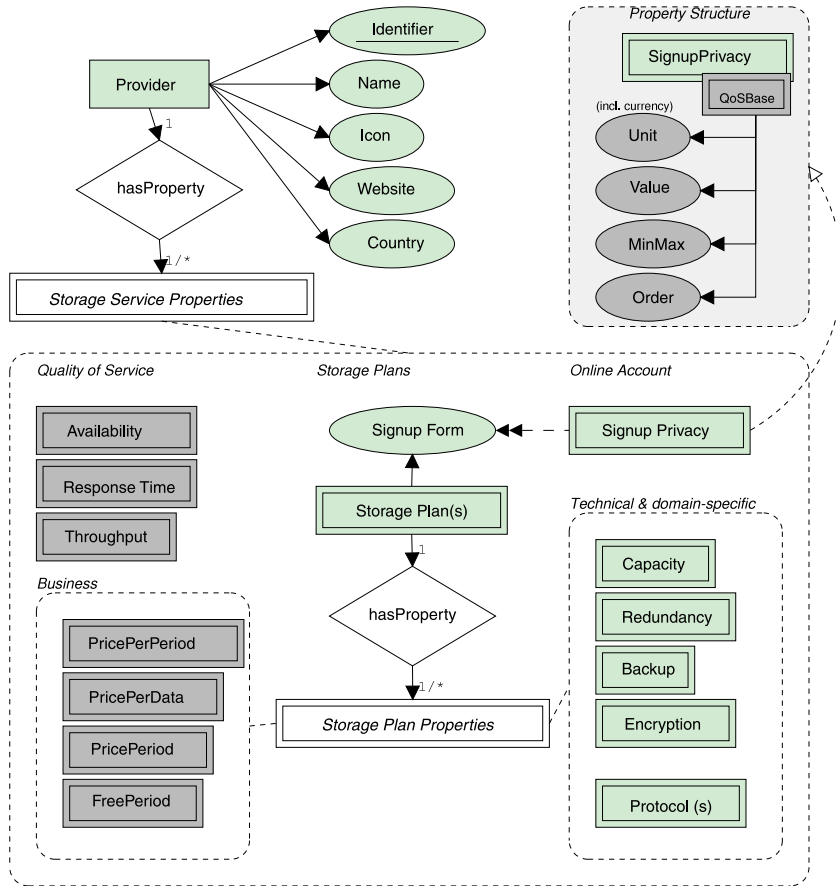 Identifier
Provider
Name
Icon
Website
Country
1
hasProperty
1/*
Storage Service Properties
Property Structure
SignupPrivacy
QoSBase
(incl. currency)
Unit
Value
MinMax
Order
Quality of Service
Storage Plans
Online Account
Availability
Response Time
Throughput
Signup Form
Signup Privacy
Storage Plan(s)
1
hasProperty
1/*
Storage Plan Properties
Business
PricePerPeriod
PricePerData
PricePeriod
FreePeriod
Technical & domain-specific
Capacity
Redundancy
Backup
Encryption
Protocol (s)